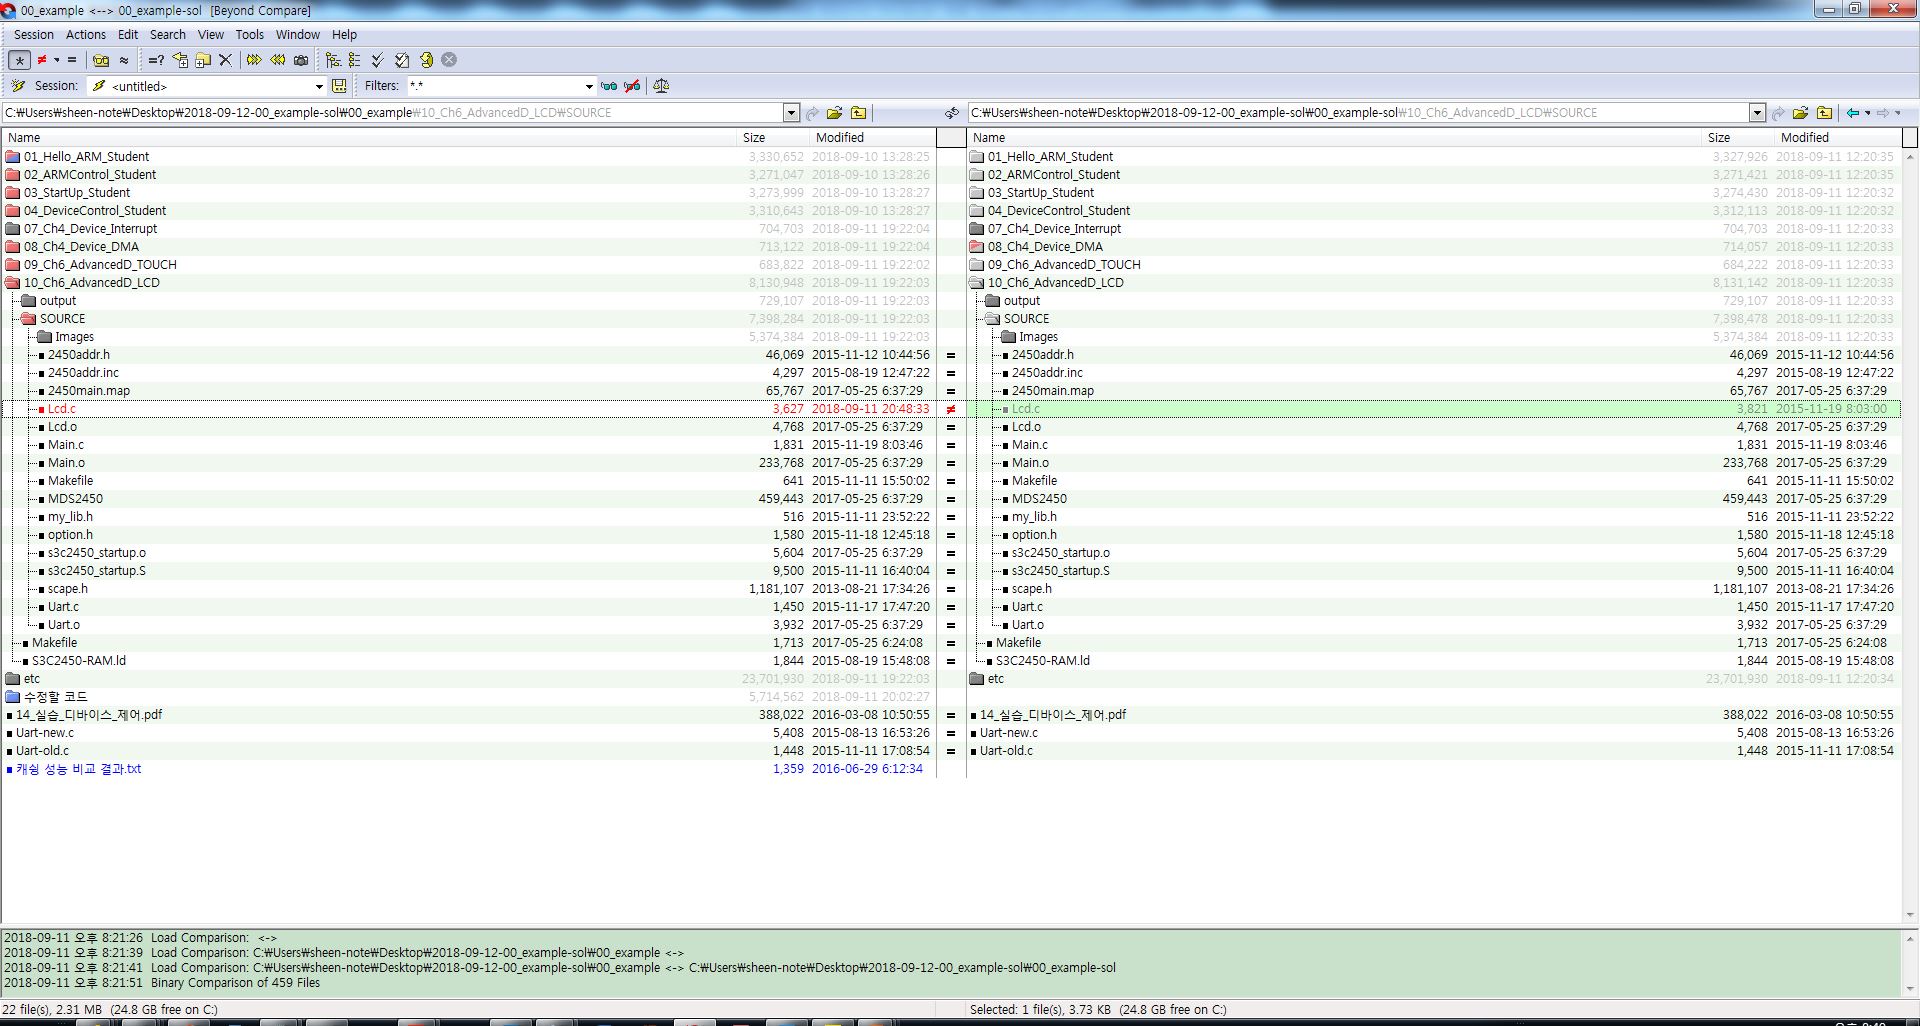 00_example <--> 00_example-sol [Beyond Compare]
Session Actions Edit Search View Tools Window Help
Session: <untitled> Filters: *.*
C:₩Users₩sheen-note₩Desktop₩2018-09-12-00_example-sol₩00_example₩10_Ch6_AdvancedD_LCD₩SOURCE C:₩Users₩sheen-note₩Desktop₩2018-09-12-00_example-sol₩00_example-sol₩10_Ch6_AdvancedD_LCD₩SOURCE
Name Size Modified Name Size Modified
01_Hello_ARM_Student 3,330,652 2018-09-10 13:28:25 01_Hello_ARM_Student 3,327,926 2018-09-11 12:20:35
02_ARMControl_Student 3,271,047 2018-09-10 13:28:26 02_ARMControl_Student 3,271,421 2018-09-11 12:20:35
03_StartUp_Student 3,273,999 2018-09-10 13:28:27 03_StartUp_Student 3,274,430 2018-09-11 12:20:32
04_DeviceControl_Student 3,310,643 2018-09-10 13:28:27 04_DeviceControl_Student 3,312,113 2018-09-11 12:20:32
07_Ch4_Device_Interrupt 704,703 2018-09-11 19:22:04 07_Ch4_Device_Interrupt 704,703 2018-09-11 12:20:33
08_Ch4_Device_DMA 713,122 2018-09-11 19:22:04 08_Ch4_Device_DMA 714,057 2018-09-11 12:20:33
09_Ch6_AdvancedD_TOUCH 683,822 2018-09-11 19:22:02 09_Ch6_AdvancedD_TOUCH 684,222 2018-09-11 12:20:33
10_Ch6_AdvancedD_LCD 8,130,948 2018-09-11 19:22:03 10_Ch6_AdvancedD_LCD 8,131,142 2018-09-11 12:20:33
output 729,107 2018-09-11 19:22:03 output 729,107 2018-09-11 12:20:33
SOURCE 7,398,284 2018-09-11 19:22:03 SOURCE 7,398,478 2018-09-11 12:20:33
Images 5,374,384 2018-09-11 19:22:03 Images 5,374,384 2018-09-11 12:20:33
2450addr.h 46,069 2015-11-12 10:44:56 = 2450addr.h 46,069 2015-11-12 10:44:56
2450addr.inc 4,297 2015-08-19 12:47:22 = 2450addr.inc 4,297 2015-08-19 12:47:22
2450main.map 65,767 2017-05-25 6:37:29 = 2450main.map 65,767 2017-05-25 6:37:29
Lcd.c 3,627 2018-09-11 20:48:33 ≠ Lcd.c 3,821 2015-11-19 8:03:00
Lcd.o 4,768 2017-05-25 6:37:29 = Lcd.o 4,768 2017-05-25 6:37:29
Main.c 1,831 2015-11-19 8:03:46 = Main.c 1,831 2015-11-19 8:03:46
Main.o 233,768 2017-05-25 6:37:29 = Main.o 233,768 2017-05-25 6:37:29
Makefile 641 2015-11-11 15:50:02 = Makefile 641 2015-11-11 15:50:02
MDS2450 459,443 2017-05-25 6:37:29 = MDS2450 459,443 2017-05-25 6:37:29
my_lib.h 516 2015-11-11 23:52:22 = my_lib.h 516 2015-11-11 23:52:22
option.h 1,580 2015-11-18 12:45:18 = option.h 1,580 2015-11-18 12:45:18
s3c2450_startup.o 5,604 2017-05-25 6:37:29 = s3c2450_startup.o 5,604 2017-05-25 6:37:29
s3c2450_startup.S 9,500 2015-11-11 16:40:04 = s3c2450_startup.S 9,500 2015-11-11 16:40:04
scape.h 1,181,107 2013-08-21 17:34:26 = scape.h 1,181,107 2013-08-21 17:34:26
Uart.c 1,450 2015-11-17 17:47:20 = Uart.c 1,450 2015-11-17 17:47:20
Uart.o 3,932 2017-05-25 6:37:29 = Uart.o 3,932 2017-05-25 6:37:29
Makefile 1,713 2017-05-25 6:24:08 = Makefile 1,713 2017-05-25 6:24:08
S3C2450-RAM.ld 1,844 2015-08-19 15:48:08 = S3C2450-RAM.ld 1,844 2015-08-19 15:48:08
etc 23,701,930 2018-09-11 19:22:03 etc 23,701,930 2018-09-11 12:20:34
수정할 코드 5,714,562 2018-09-11 20:02:27
14_실습_디바이스_제어.pdf 388,022 2016-03-08 10:50:55 = 14_실습_디바이스_제어.pdf 388,022 2016-03-08 10:50:55
Uart-new.c 5,408 2015-08-13 16:53:26 = Uart-new.c 5,408 2015-08-13 16:53:26
Uart-old.c 1,448 2015-11-11 17:08:54 = Uart-old.c 1,448 2015-11-11 17:08:54
캐슁 성능 비교 결과.txt 1,359 2016-06-29 6:12:34
2018-09-11 오후 8:21:26 Load Comparison: <->
2018-09-11 오후 8:21:39 Load Comparison: C:₩Users₩sheen-note₩Desktop₩2018-09-12-00_example-sol₩00_example <->
2018-09-11 오후 8:21:41 Load Comparison: C:₩Users₩sheen-note₩Desktop₩2018-09-12-00_example-sol₩00_example <-> C:₩Users₩sheen-note₩Desktop₩2018-09-12-00_example-sol₩00_example-sol
2018-09-11 오후 8:21:51 Binary Comparison of 459 Files
22 file(s), 2.31 MB (24.8 GB free on C:) Selected: 1 file(s), 3.73 KB (24.8 GB free on C:)